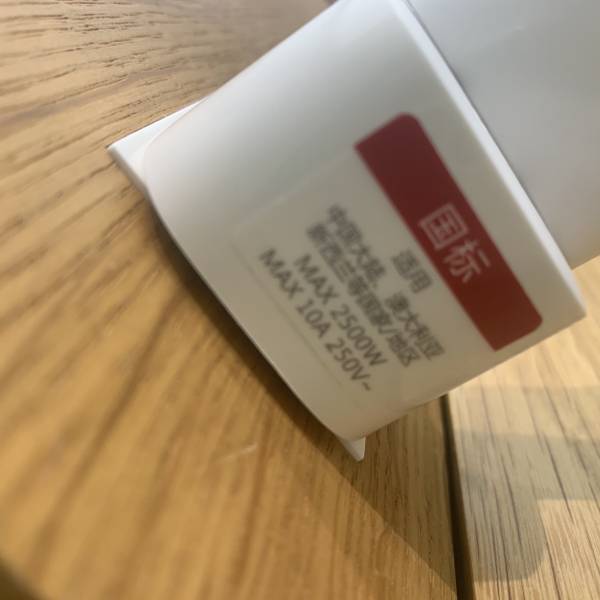 国标
适用
中国大陆、澳大利亚
新西兰等国家/地区
MAX 2500W
MAX 10A 250V~